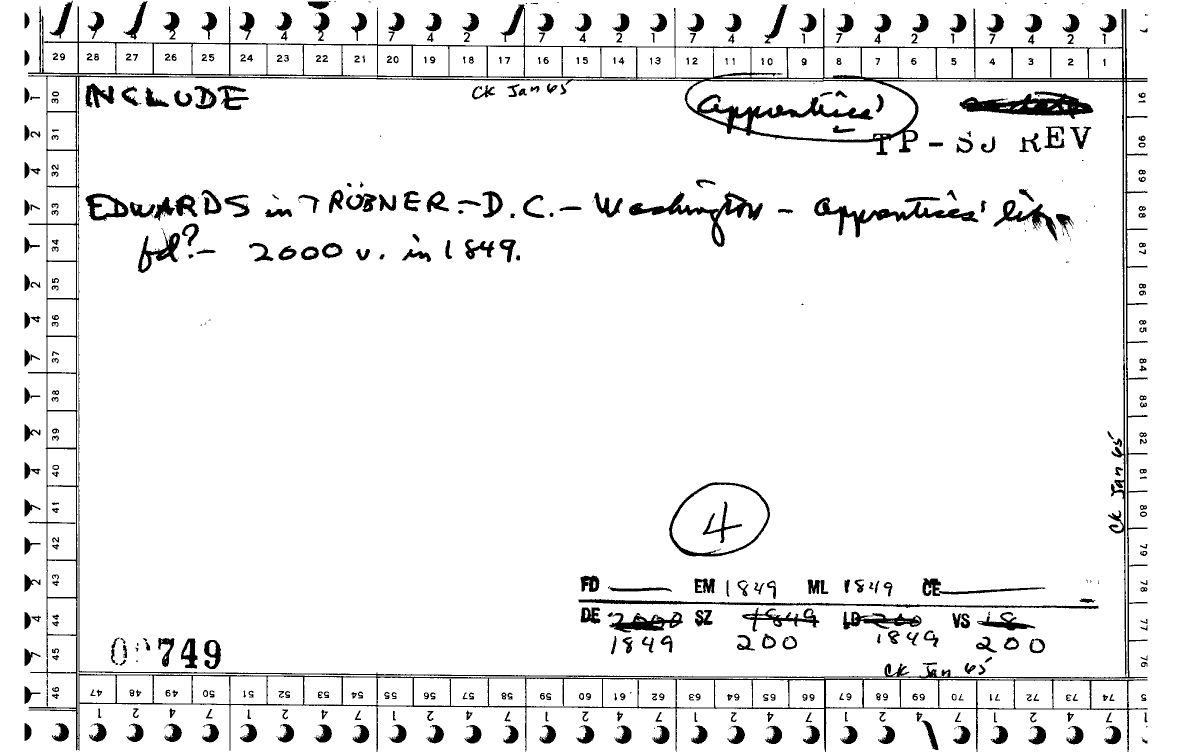 7 4 2 1 7 4 2 1 7 4 2 1 7 4 2 1 7 4 2 1 7 4 2 1 7 4 2 1
29 28 27 26 25 24 23 22 21 20 19 18 17 16 15 14 13 12 11 10 9 8 7 6 5 4 3 2 1
INCLUDE CK Jan 65 Apprentices'
TP-SJ REV
EDWARDS in TRÜBNER.-D.C.- Washington - Apprentices' lib.
fd?- 2000 v. in 1849.
4
FD EM 1849 ML 1849 CE
DE 2000 SZ 1849 LD 200 VS 18
1849 200 1849 200
00749
CK Jan 65
CK Jan 65
30 31 32 33 34 35 36 37 38 39 40 41 42 43 44 45 46
91 90 89 88 87 86 85 84 83 82 81 80 79 78 77 76
47 48 49 50 51 52 53 54 55 56 57 58 59 60 61 62 63 64 65 66 67 68 69 70 71 72 73 74
1 2 4 7 1 2 4 7 1 2 4 7 1 2 4 7 1 2 4 7 1 2 4 7 1 2 4 7